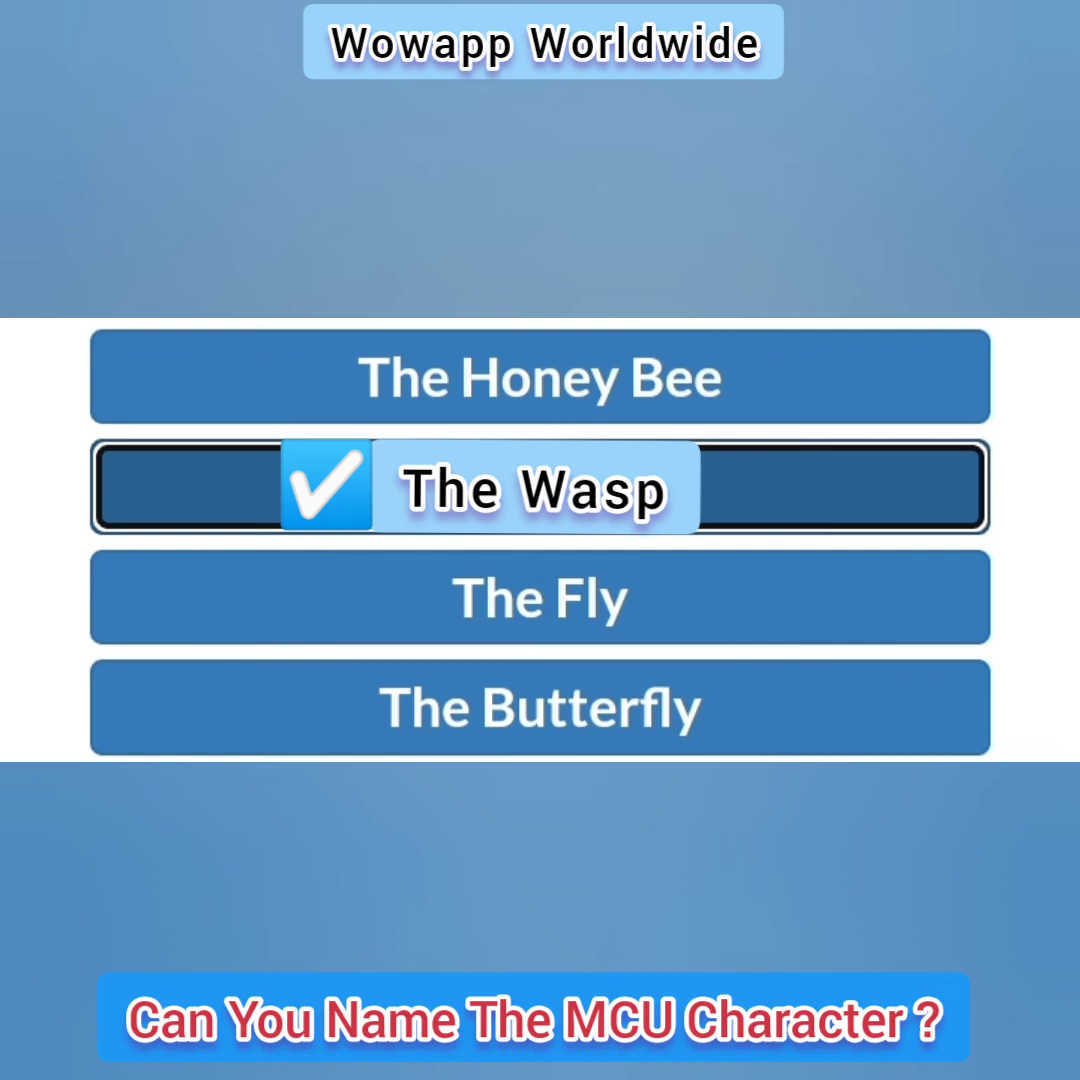 Wowapp Worldwide
The Honey Bee
The Wasp
The Fly
The Butterfly
Can You Name The MCU Character ?